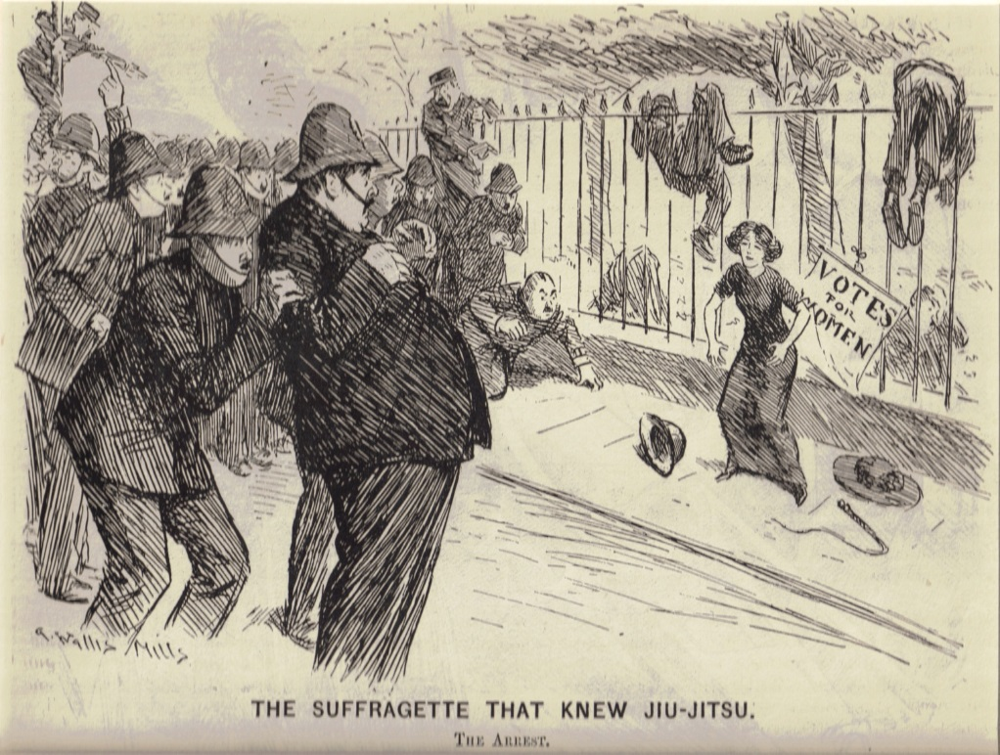 VOTES
FOR
WOMEN
A. Wallis Mills
THE SUFFRAGETTE THAT KNEW JIU-JITSU.
THE ARREST.